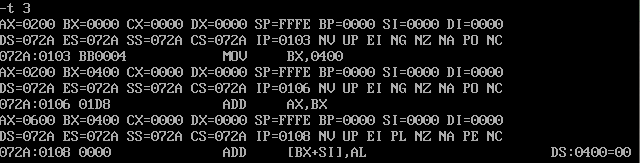 -t 3
AX=0200 BX=0000 CX=0000 DX=0000 SP=FFFE BP=0000 SI=0000 DI=0000
DS=072A ES=072A SS=072A CS=072A IP=0103 NV UP EI NG NZ NA PO NC
072A:0103 BB0004 MOV BX,0400
AX=0200 BX=0400 CX=0000 DX=0000 SP=FFFE BP=0000 SI=0000 DI=0000
DS=072A ES=072A SS=072A CS=072A IP=0106 NV UP EI NG NZ NA PO NC
072A:0106 01D8 ADD AX,BX
AX=0600 BX=0400 CX=0000 DX=0000 SP=FFFE BP=0000 SI=0000 DI=0000
DS=072A ES=072A SS=072A CS=072A IP=0108 NV UP EI PL NZ NA PE NC
072A:0108 0000 ADD [BX+SI],AL DS:0400=00